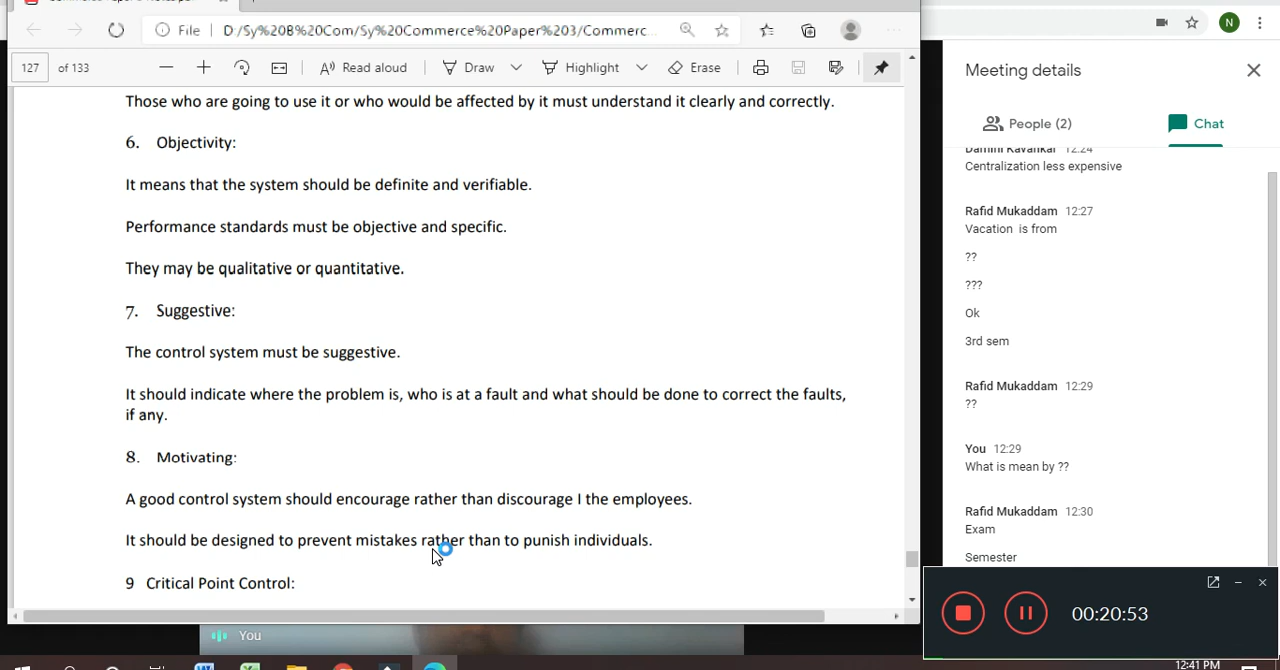 File
D:/Sy%20B%20Com/Sy%20Commerce%20Paper%203/Commerc...
N
127 of 133
Read aloud
Draw
Highlight
Erase
Those who are going to use it or who would be affected by it must understand it clearly and correctly.
6. Objectivity:
It means that the system should be definite and verifiable.
Performance standards must be objective and specific.
They may be qualitative or quantitative.
7. Suggestive:
The control system must be suggestive.
It should indicate where the problem is, who is at a fault and what should be done to correct the faults,
if any.
8. Motivating:
A good control system should encourage rather than discourage I the employees.
It should be designed to prevent mistakes rather than to punish individuals.
9 Critical Point Control:
You
Meeting details
People (2)
Chat
Damini Kavankar 12:24
Centralization less expensive
Rafid Mukaddam 12:27
Vacation is from
??
???
Ok
3rd sem
Rafid Mukaddam 12:29
??
You 12:29
What is mean by ??
Rafid Mukaddam 12:30
Exam
Semester
00:20:53
12:41 PM